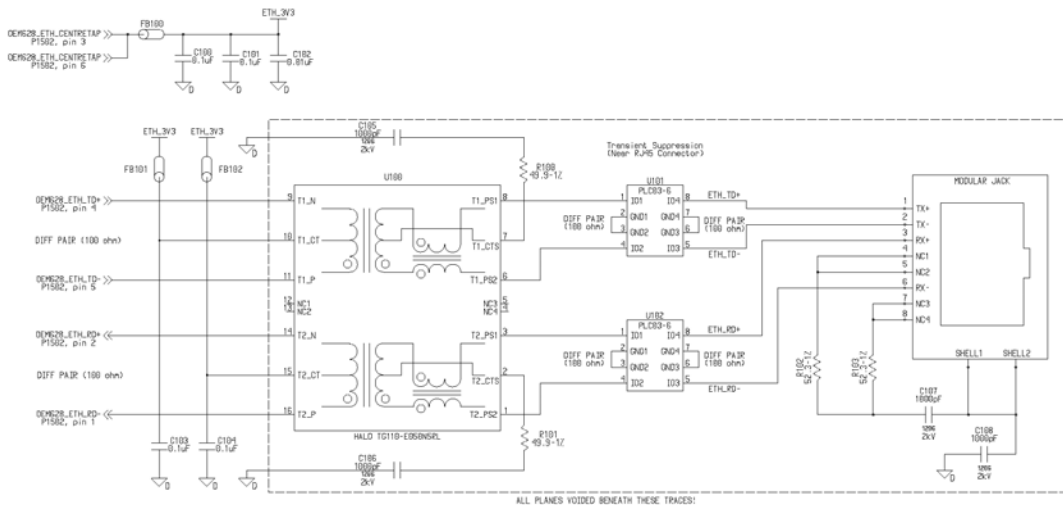 ETH_3V3
FB100
OEM628_ETH_CENTRETAP
P1502, pin 3
OEM628_ETH_CENTRETAP
P1502, pin 6
C100
0.1uF
C101
0.1uF
C102
0.01uF
D
D
D
ETH_3V3
ETH_3V3
FB101
FB102
C105
1000pF
1206
2kV
D
R100
49.9-1%
Transient Suppression
(Near RJ45 Connector)
U100
U101
PLC03-6
MODULAR JACK
OEM628_ETH_TD+
P1502, pin 4
DIFF PAIR (100 ohm)
OEM628_ETH_TD-
P1502, pin 5
OEM628_ETH_RD+
P1502, pin 2
DIFF PAIR (100 ohm)
OEM628_ETH_RD-
P1502, pin 1
9 T1_N
10 T1_CT
11 T1_P
12 NC1
13 NC2
14 T2_N
15 T2_CT
16 T2_P
T1_PS1 8
T1_CTS 7
T1_PS2 6
NC3 5
NC4
T2_PS1 3
T2_CTS 2
T2_PS2 1
HALO TG110-E050N5RL
1 IO1 IO4 8
2 GND1 GND4 7
3 GND2 GND3 6
4 IO2 IO3 5
DIFF PAIR
(100 ohm)
DIFF PAIR
(100 ohm)
ETH_TD+
ETH_TD-
U102
PLC03-6
1 IO1 IO4 8
2 GND1 GND4 7
3 GND2 GND3 6
4 IO2 IO3 5
DIFF PAIR
(100 ohm)
DIFF PAIR
(100 ohm)
ETH_RD+
ETH_RD-
1 TX+
2 TX-
3 RX+
4 NC1
5 NC2
6 RX-
7 NC3
8 NC4
SHELL1 SHELL2
R102
52.3-1%
R103
52.3-1%
C107
1000pF
1206
2kV
C108
1000pF
1206
2kV
D
R101
49.9-1%
C103
0.1uF
C104
0.1uF
D
D
C106
1000pF
1206
2kV
D
ALL PLANES VOIDED BENEATH THESE TRACES!